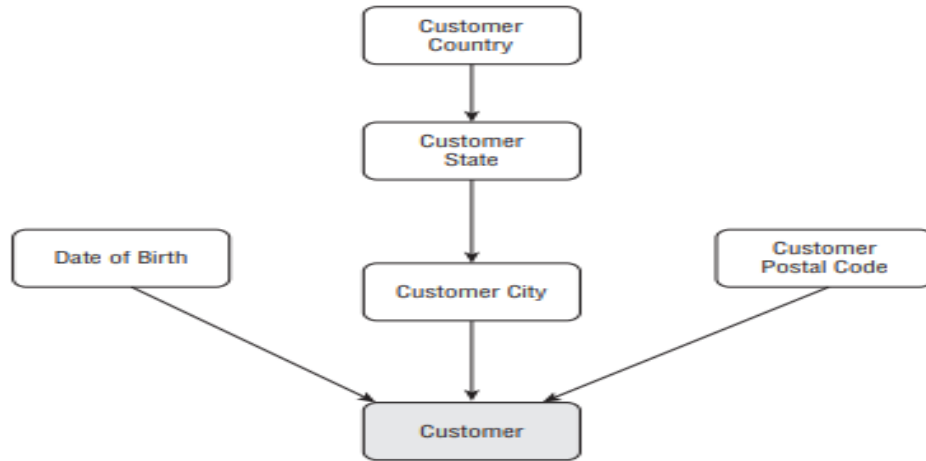 Customer
Country
Customer
State
Date of Birth
Customer
Postal Code
Customer City
Customer